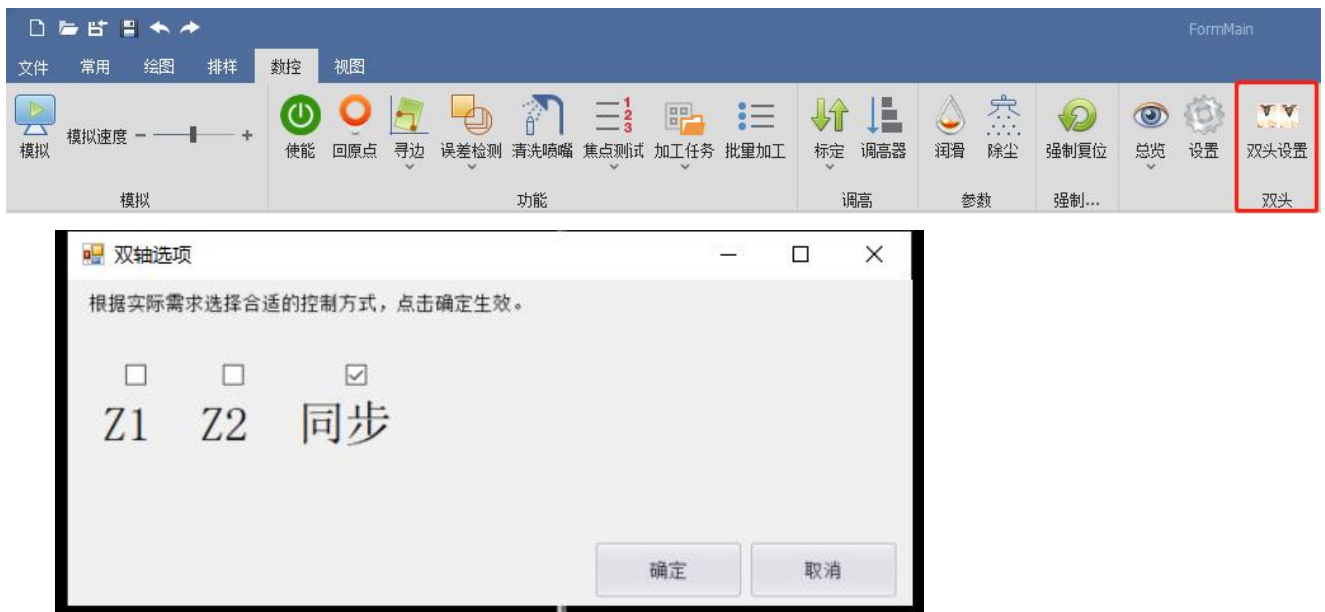 FormMain
文件 常用 绘图 排样 数控 视图
模拟 模拟速度 - + 使能 回原点 寻边 误差检测 清洗喷嘴 焦点测试 加工任务 批量加工 标定 调高器 润滑 除尘 强制复位 总览 设置 双头设置
模拟 功能 调高 参数 强制... 双头
双轴选项
根据实际需求选择合适的控制方式，点击确定生效。
Z1 Z2 同步
确定 取消